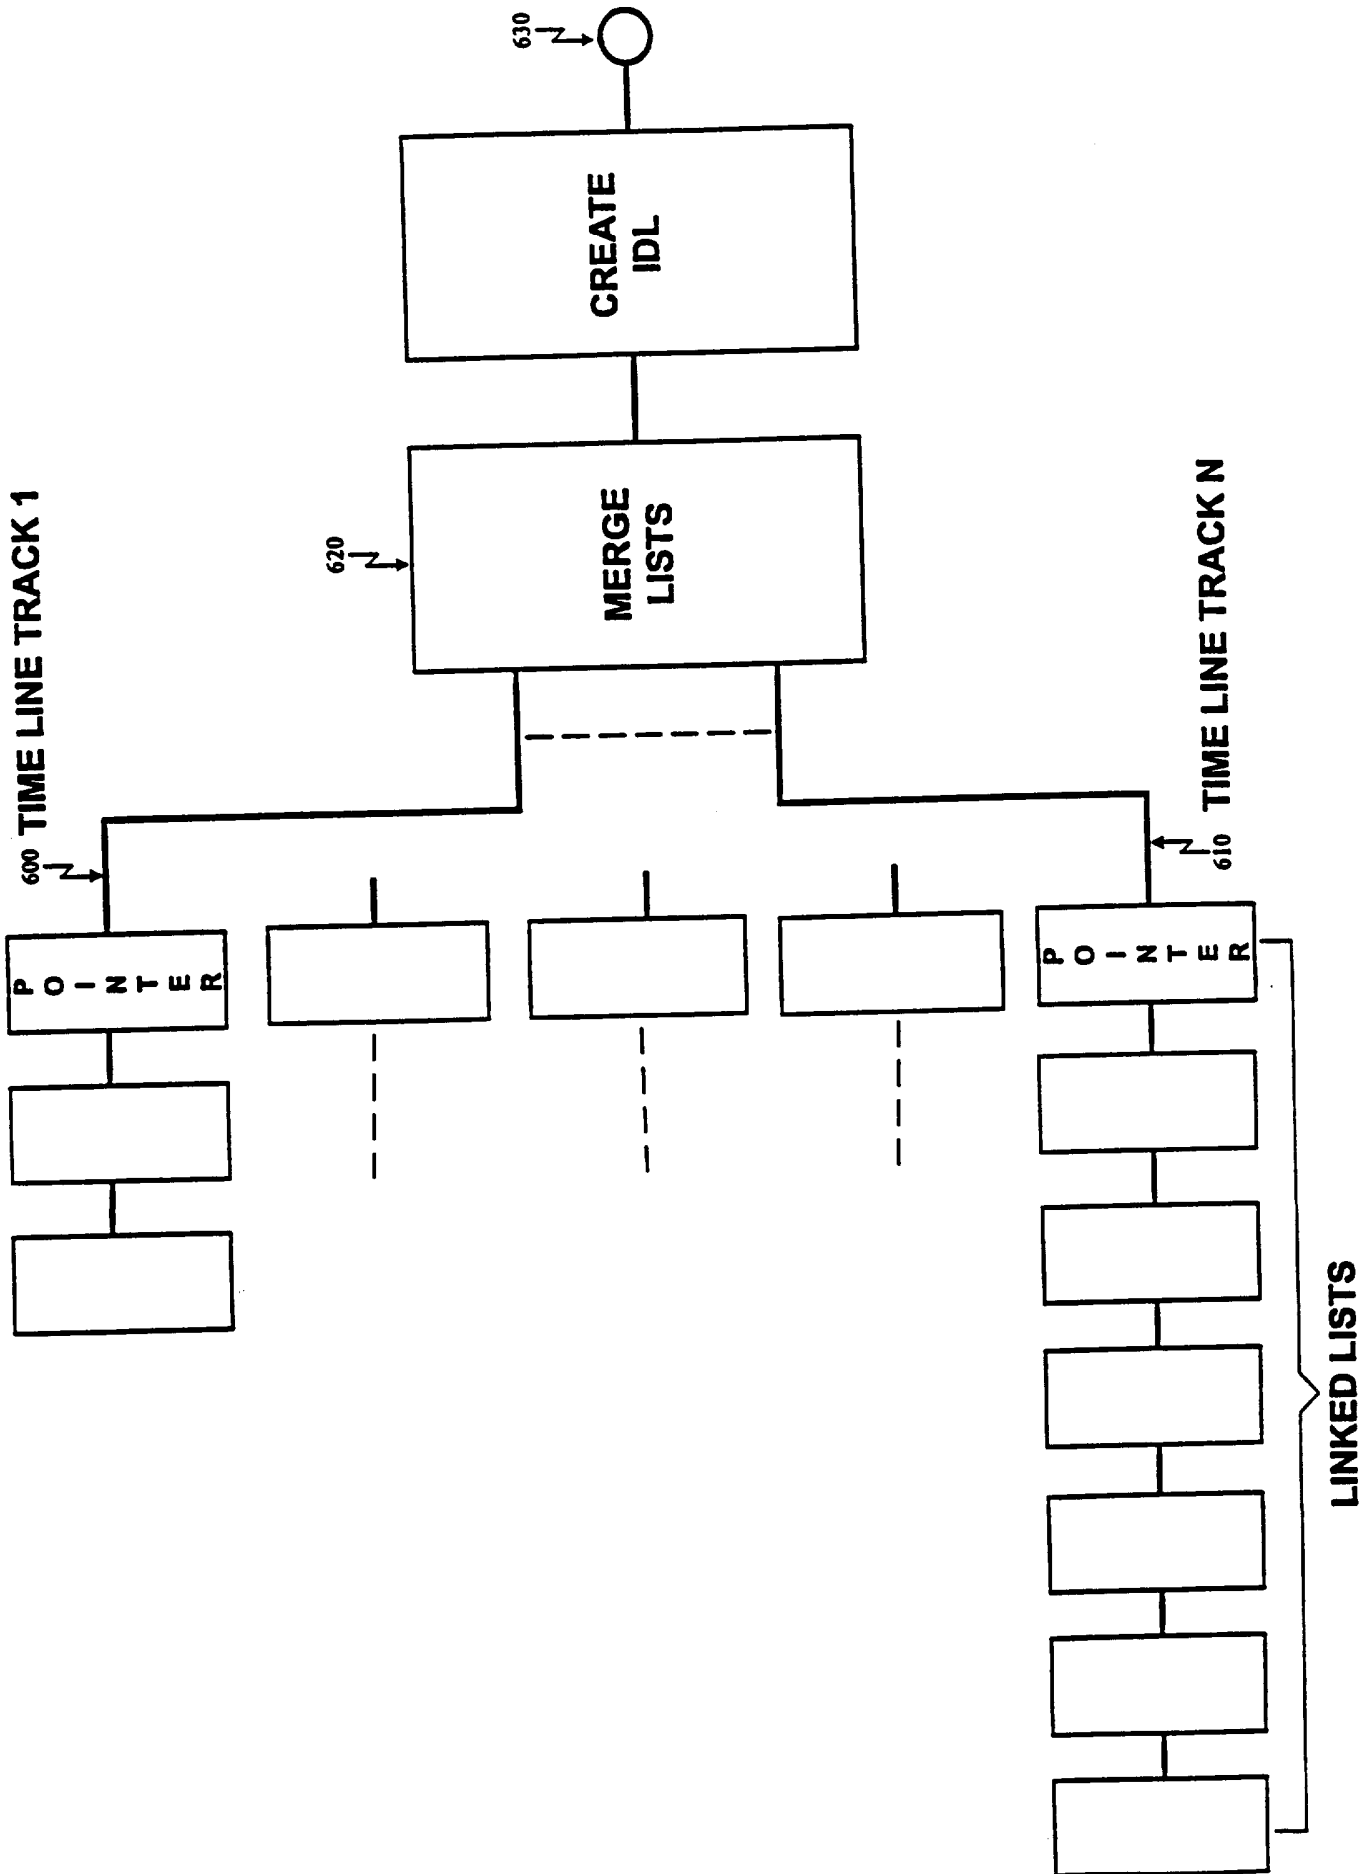 600 TIME LINE TRACK 1
POINTER
620
MERGE
LISTS
CREATE
IDL
630
POINTER
610 TIME LINE TRACK N
LINKED LISTS